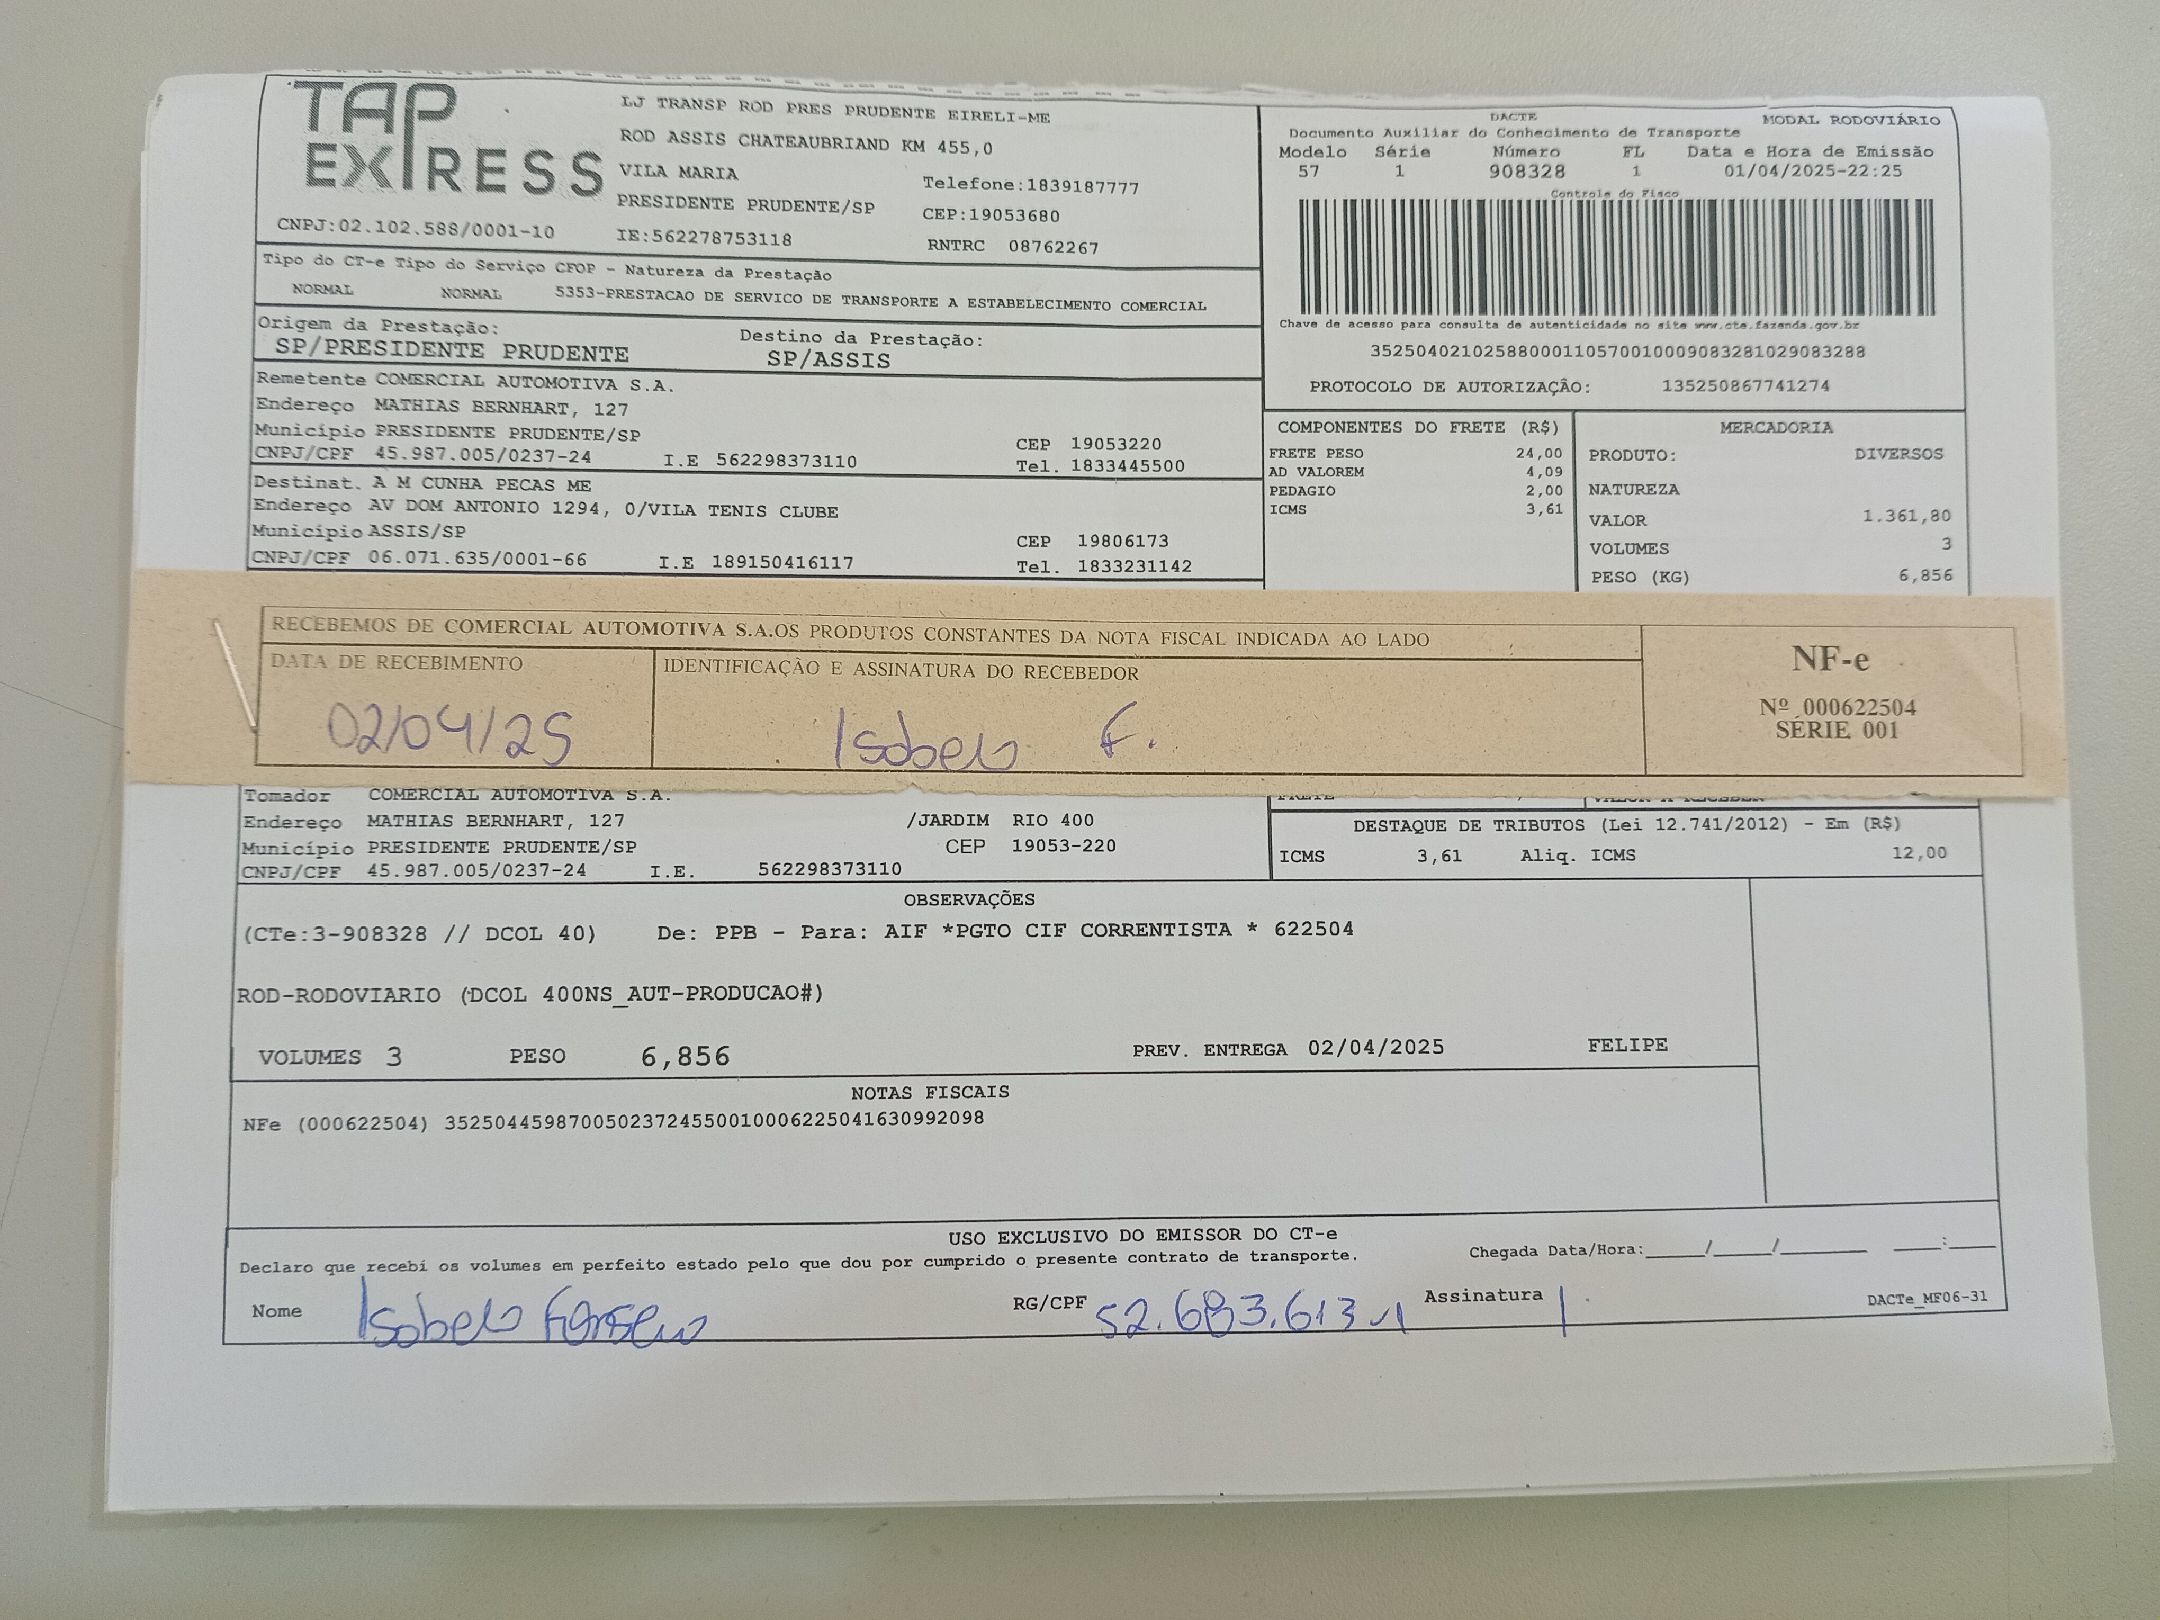 TAP
EXPRESS
LJ TRANSP ROD PRES PRUDENTE EIRELI-ME
ROD ASSIS CHATEAUBRIAND KM 455,0
VILA MARIA
Telefone:1839187777
PRESIDENTE PRUDENTE/SP
CEP:19053680
CNPJ:02.102.588/0001-10
IE:562278753118
RNTRC 08762267
DACTE
MODAL RODOVIÁRIO
Documento Auxiliar do Conhecimento de Transporte
Modelo Série Número FL Data e Hora de Emissão
57 1 908328 1 01/04/2025-22:25
Controle do Fisco
Chave de acesso para consulta de autenticidade no site www.cte.fazenda.gov.br
35250402102588000110570010009083281029083288
PROTOCOLO DE AUTORIZAÇÃO: 135250867741274
Tipo do CT-e Tipo do Serviço CFOP - Natureza da Prestação
NORMAL NORMAL 5353-PRESTACAO DE SERVICO DE TRANSPORTE A ESTABELECIMENTO COMERCIAL
Origem da Prestação: Destino da Prestação:
SP/PRESIDENTE PRUDENTE SP/ASSIS
Remetente COMERCIAL AUTOMOTIVA S.A.
Endereço MATHIAS BERNHART, 127
Município PRESIDENTE PRUDENTE/SP CEP 19053220
CNPJ/CPF 45.987.005/0237-24 I.E 562298373110 Tel. 1833445500
Destinat. A M CUNHA PECAS ME
Endereço AV DOM ANTONIO 1294, 0/VILA TENIS CLUBE
Município ASSIS/SP CEP 19806173
CNPJ/CPF 06.071.635/0001-66 I.E 189150416117 Tel. 1833231142
COMPONENTES DO FRETE (R$)
FRETE PESO 24,00
AD VALOREM 4,09
PEDAGIO 2,00
ICMS 3,61
MERCADORIA
PRODUTO: DIVERSOS
NATUREZA
VALOR 1.361,80
VOLUMES 3
PESO (KG) 6,856
RECEBEMOS DE COMERCIAL AUTOMOTIVA S.A.OS PRODUTOS CONSTANTES DA NOTA FISCAL INDICADA AO LADO
DATA DE RECEBIMENTO IDENTIFICAÇÃO E ASSINATURA DO RECEBEDOR
02/04/25 Isabela F.
NF-e
Nº 000622504
SÉRIE 001
Tomador COMERCIAL AUTOMOTIVA S.A.
Endereço MATHIAS BERNHART, 127 /JARDIM RIO 400
Município PRESIDENTE PRUDENTE/SP CEP 19053-220
CNPJ/CPF 45.987.005/0237-24 I.E. 562298373110
FRETE VALOR A RECEBER
DESTAQUE DE TRIBUTOS (Lei 12.741/2012) - Em (R$)
ICMS 3,61 Aliq. ICMS 12,00
OBSERVAÇÕES
(CTe:3-908328 // DCOL 40) De: PPB - Para: AIF *PGTO CIF CORRENTISTA * 622504
ROD-RODOVIARIO (DCOL 400NS_AUT-PRODUCAO#)
VOLUMES 3 PESO 6,856 PREV. ENTREGA 02/04/2025 FELIPE
NOTAS FISCAIS
NFe (000622504) 35250445987005023724550010006225041630992098
USO EXCLUSIVO DO EMISSOR DO CT-e
Declaro que recebi os volumes em perfeito estado pelo que dou por cumprido o presente contrato de transporte.
Chegada Data/Hora:_____/_____/_______ ____:____
Nome Isabela RG/CPF 52.683.613 Assinatura
DACTe_MF06-31